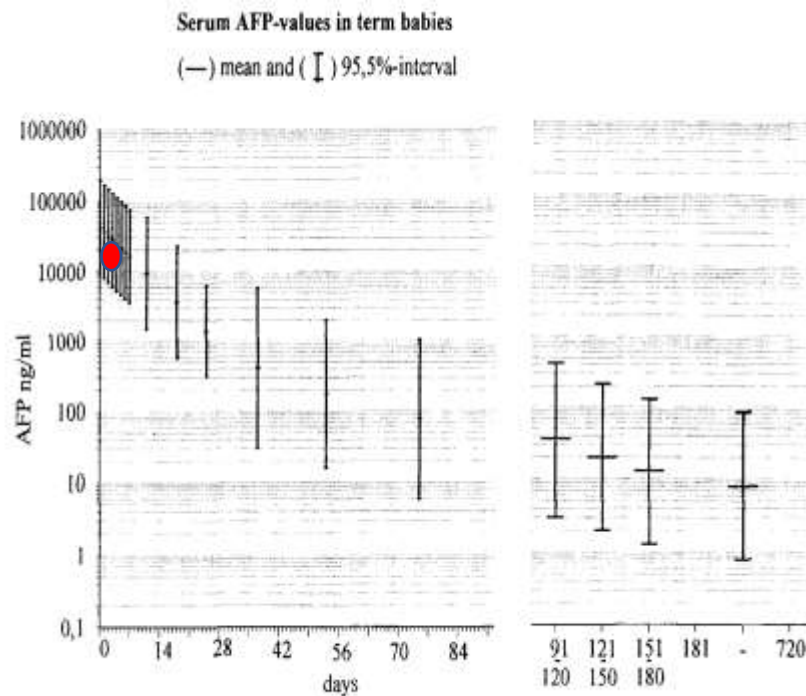 Serum AFP-values in term babies
(—) mean and ( I ) 95,5%-interval
1000000
100000
10000
1000
100
10
1
0,1
AFP ng/ml
0 14 28 42 56 70 84
days
91 121 151 181 - 720
120 150 180